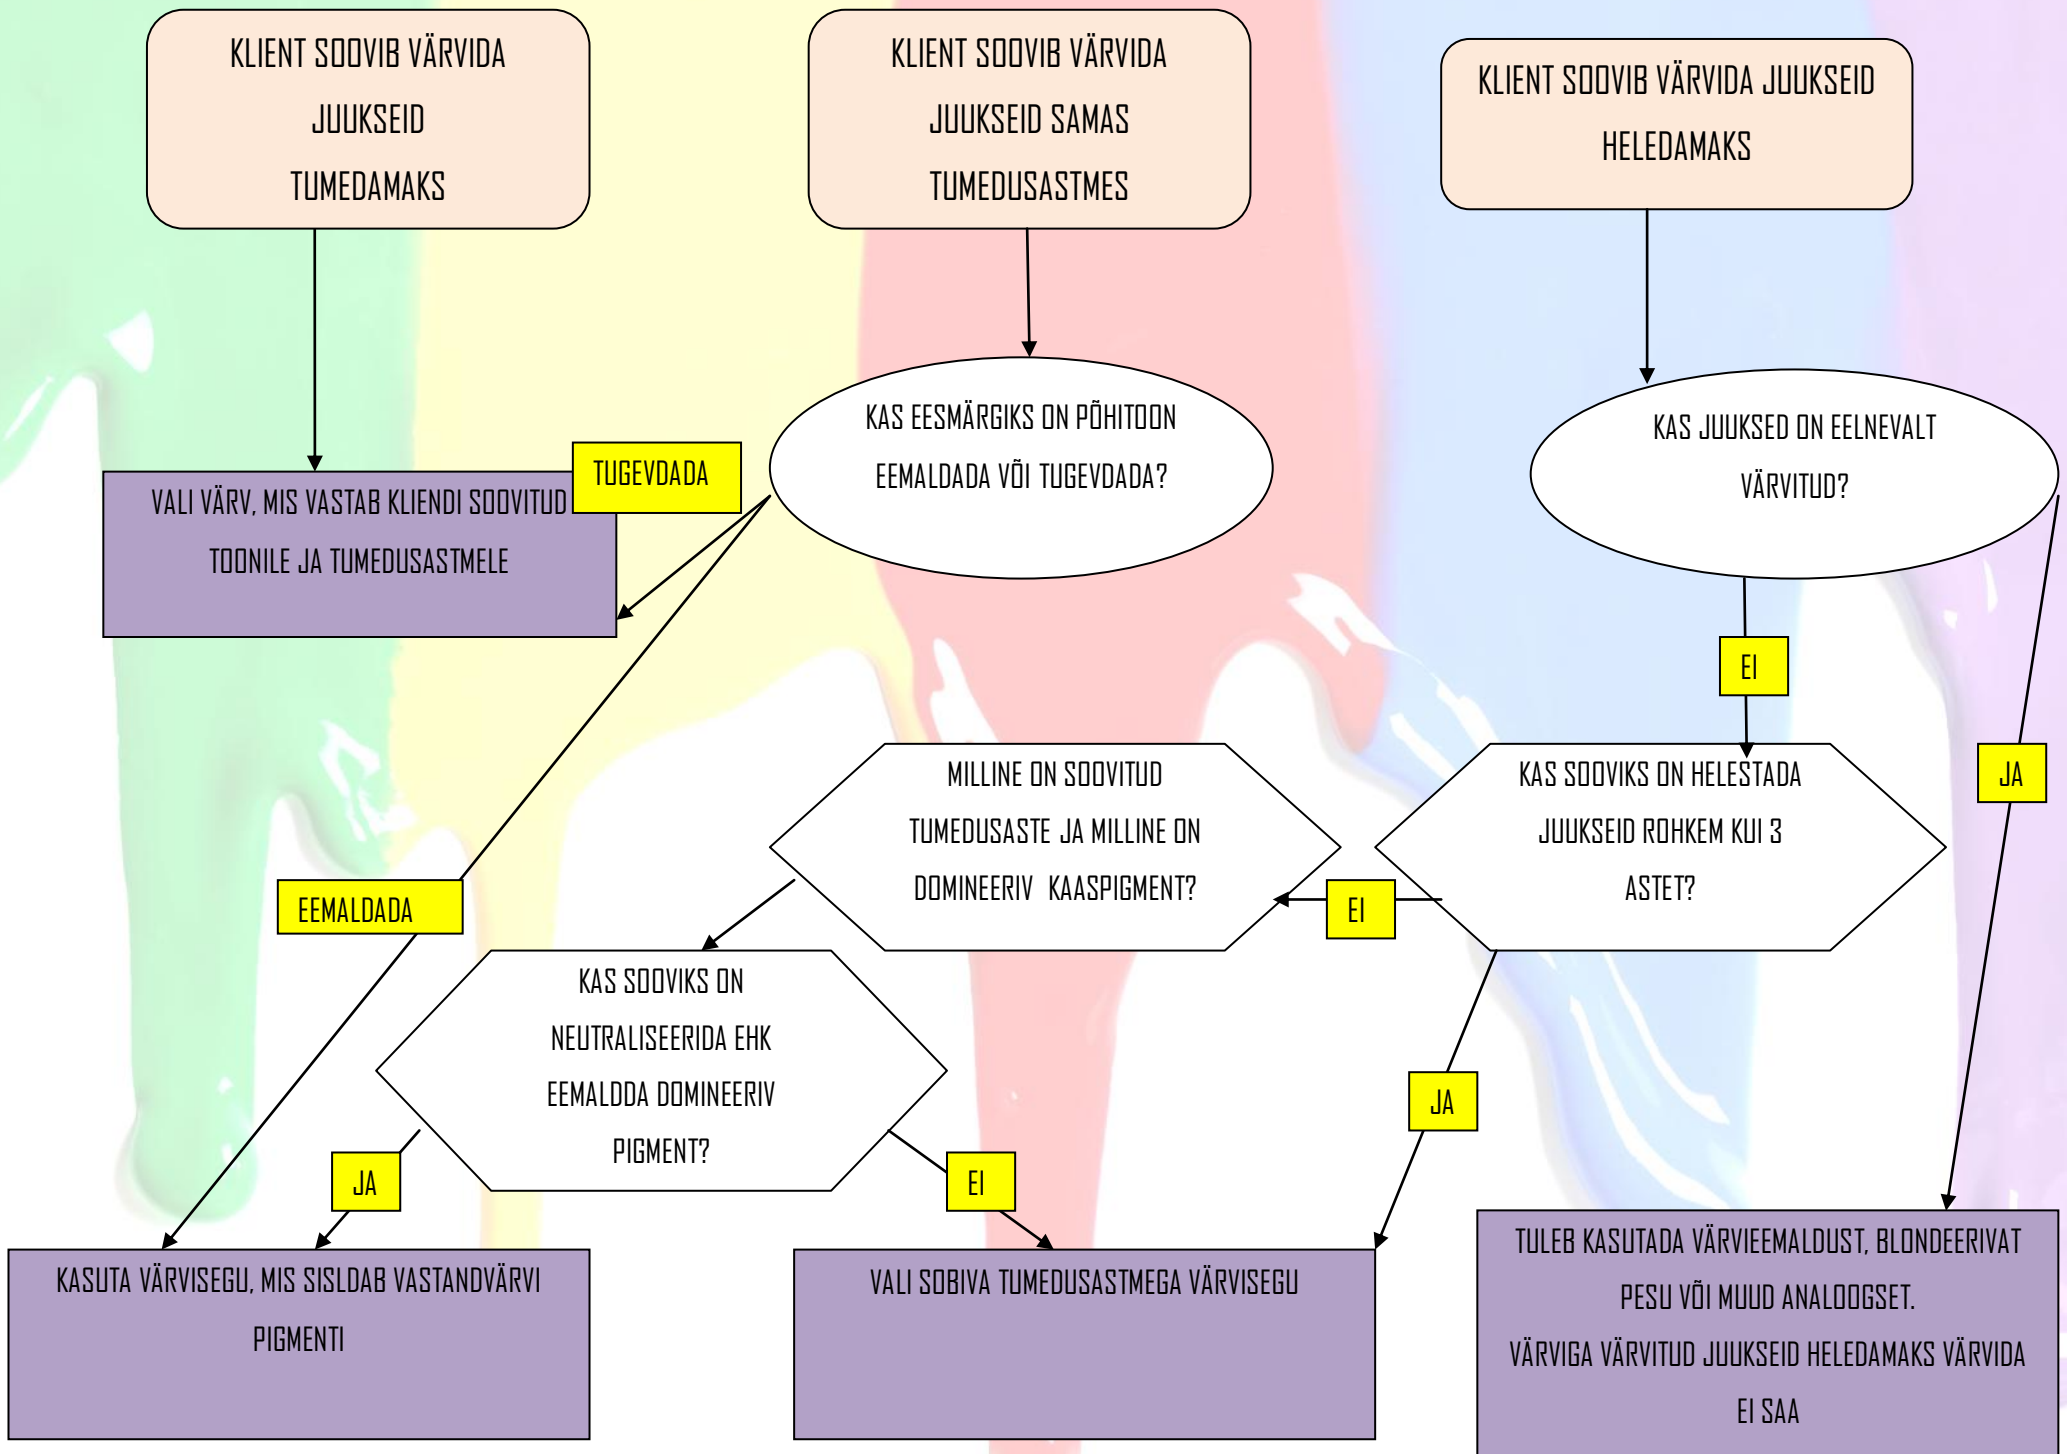 KLIENT SOOVIB VÄRVIDA
JUUKSEID
TUMEDAMAKS
KLIENT SOOVIB VÄRVIDA
JUUKSEID SAMAS
TUMEDUSASTMES
KLIENT SOOVIB VÄRVIDA JUUKSEID
HELEDAMAKS
KAS EESMÄRGIKS ON PÕHITOON
EEMALDADA VÕI TUGEVDADA?
KAS JUUKSED ON EELNEVALT
VÄRVITUD?
TUGEVDADA
VALI VÄRV, MIS VASTAB KLIENDI SOOVITUD
TOONILE JA TUMEDUSASTMELE
EI
JA
MILLINE ON SOOVITUD
TUMEDUSASTE JA MILLINE ON
DOMINEERIV KAASPIGMENT?
KAS SOOVIKS ON HELESTADA
JUUKSEID ROHKEM KUI 3
ASTET?
EEMALDADA
EI
KAS SOOVIKS ON
NEUTRALISEERIDA EHK
EEMALDDA DOMINEERIV
PIGMENT?
JA
JA
EI
KASUTA VÄRVISEGU, MIS SISLDAB VASTANDVÄRVI
PIGMENTI
VALI SOBIVA TUMEDUSASTMEGA VÄRVISEGU
TULEB KASUTADA VÄRVIEEMALDUST, BLONDEERIVAT
PESU VÕI MUUD ANALOOGSET.
VÄRVIGA VÄRVITUD JUUKSEID HELEDAMAKS VÄRVIDA
EI SAA